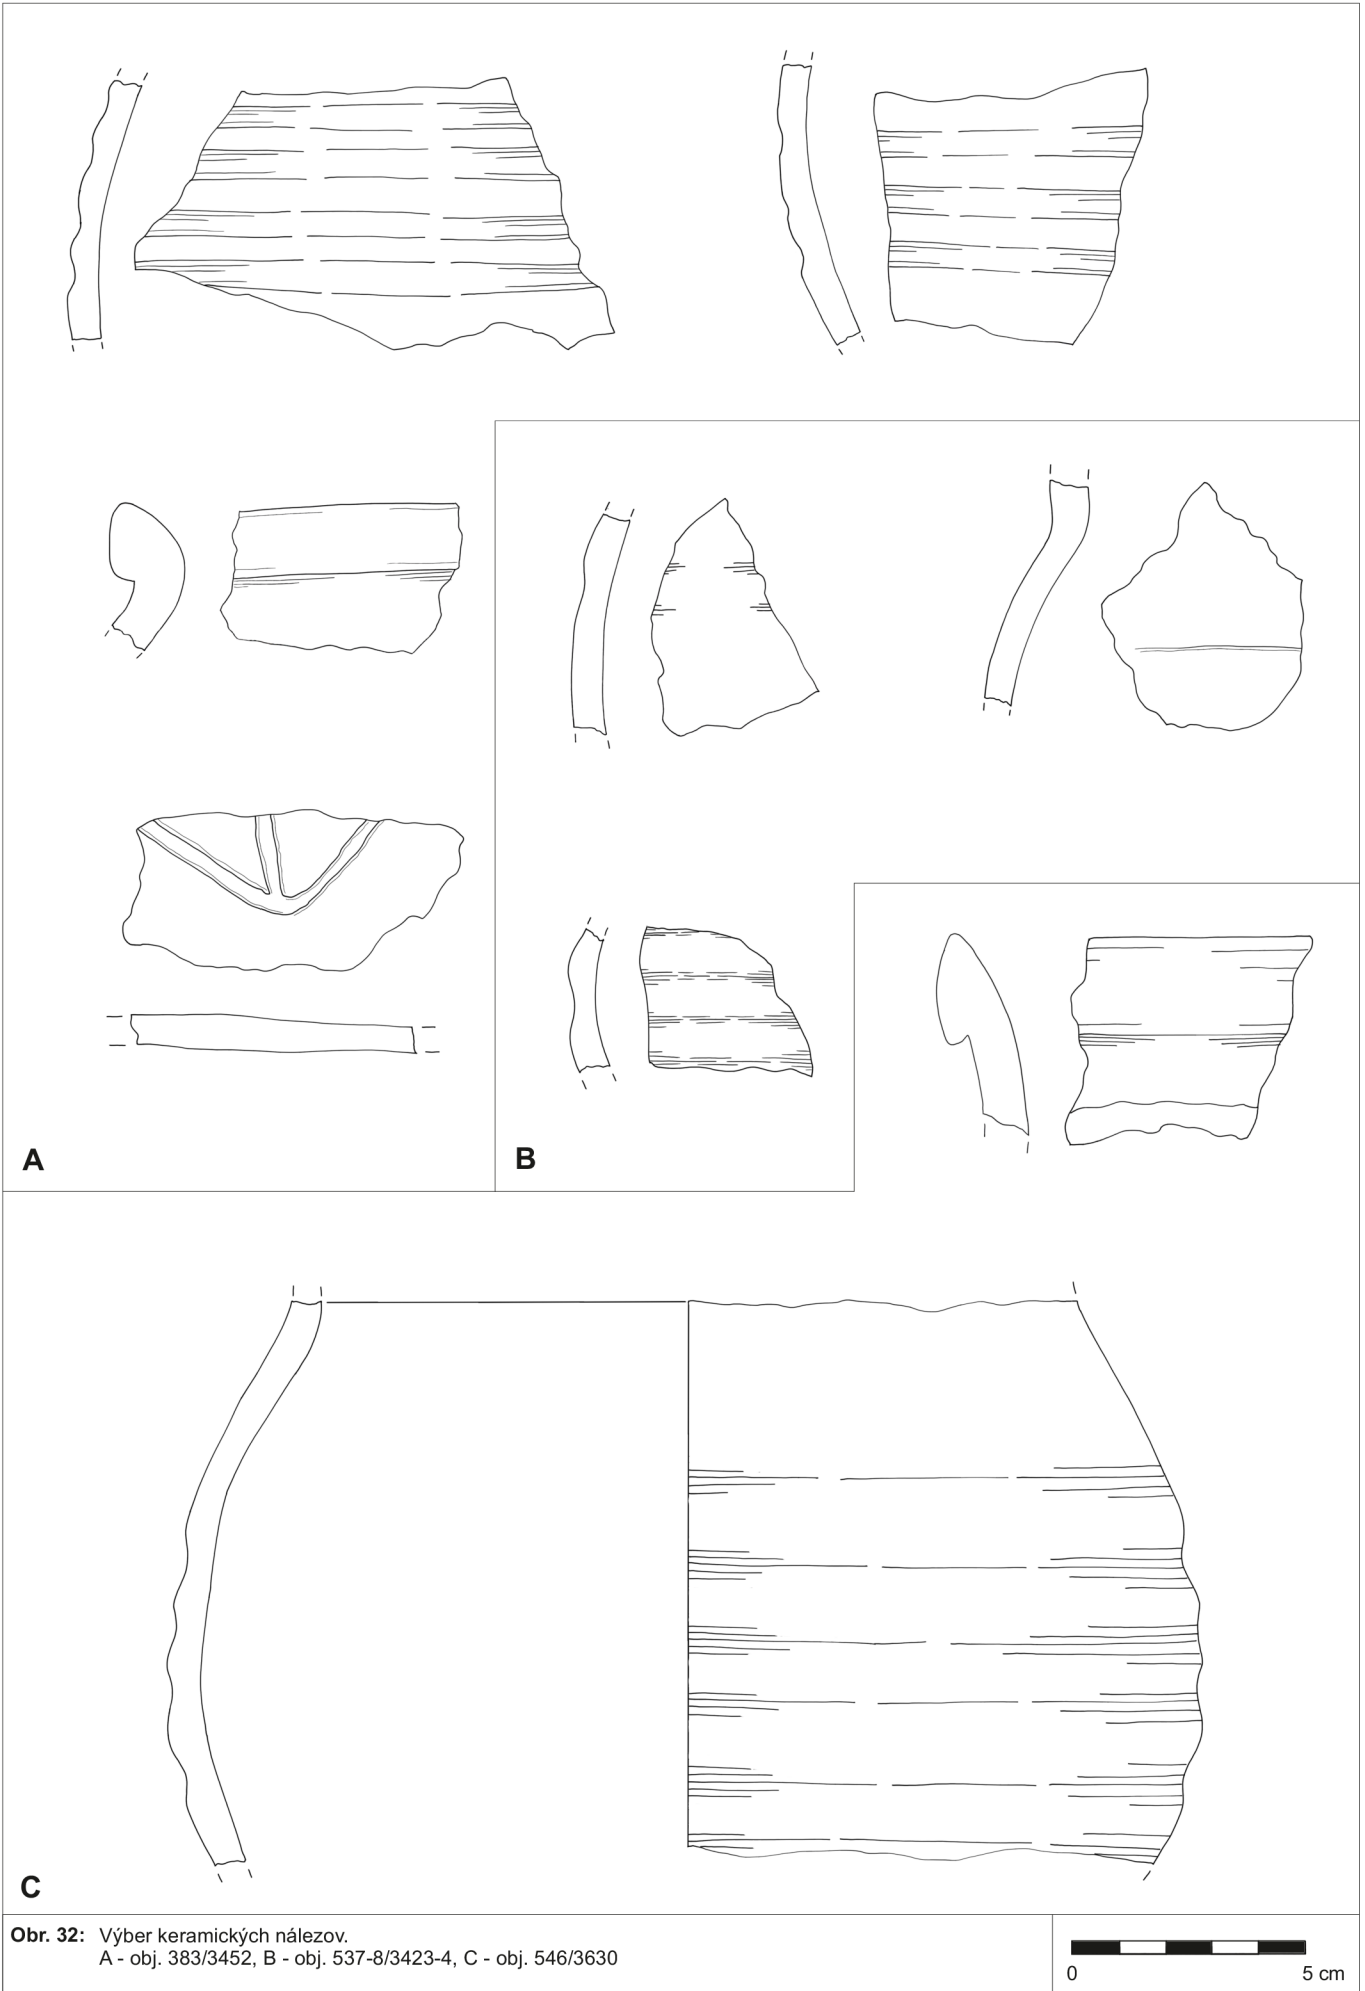 A
B
C
Obr. 32: Výber keramických nálezov.
A - obj. 383/3452, B - obj. 537-8/3423-4, C - obj. 546/3630
0 5 cm